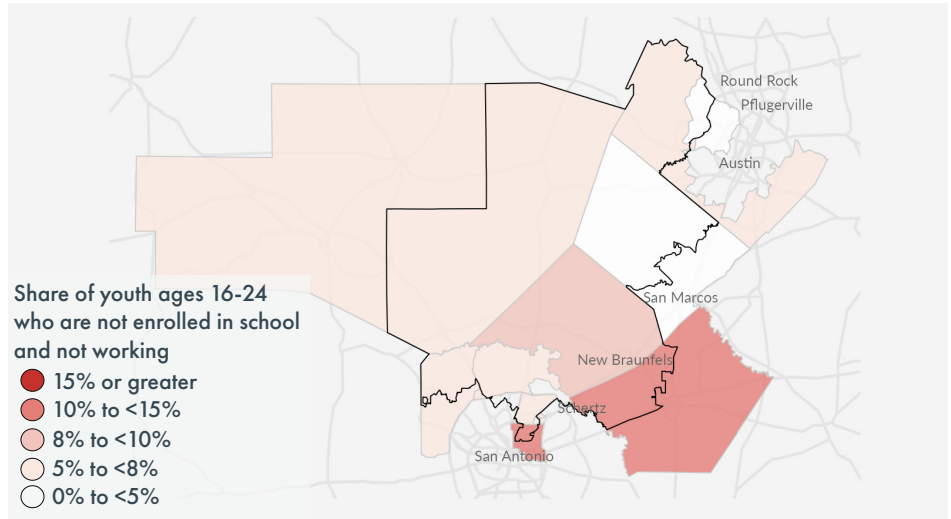 Round Rock
Pflugerville
Austin
San Marcos
New Braunfels
Schertz
San Antonio
Share of youth ages 16-24
who are not enrolled in school
and not working
15% or greater
10% to <15%
8% to <10%
5% to <8%
0% to <5%